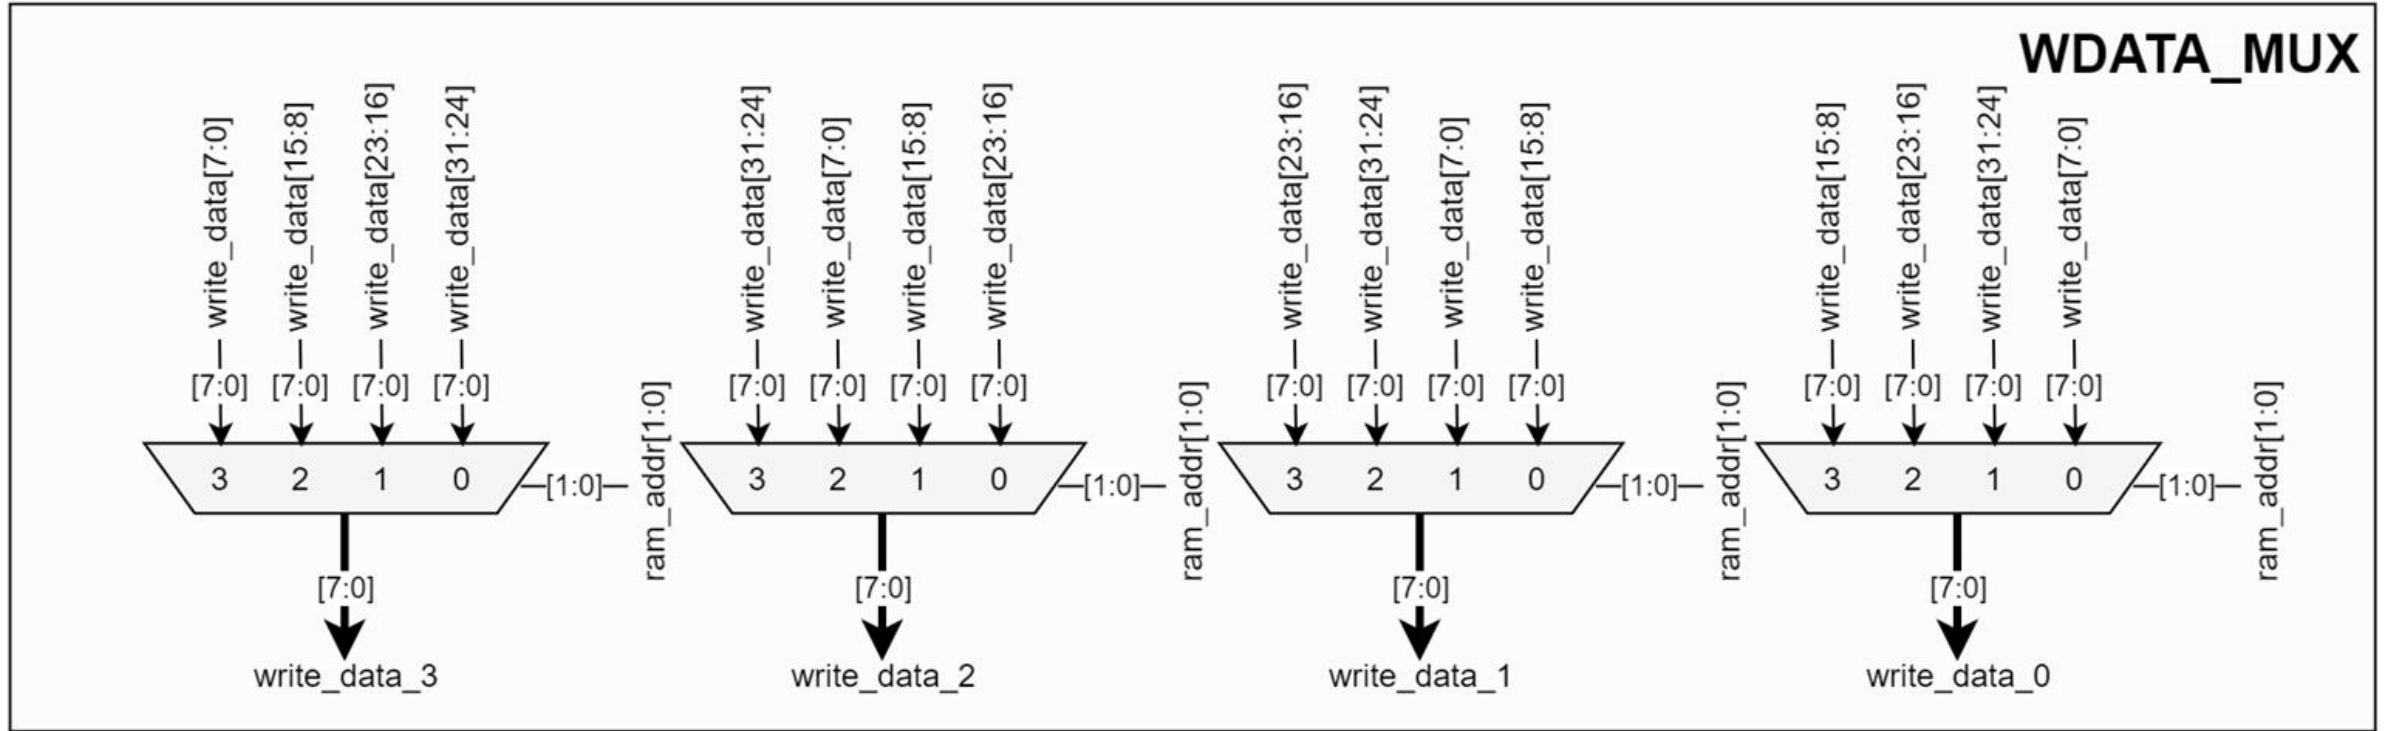 WDATA_MUX
write_data[7:0]
write_data[15:8]
write_data[23:16]
write_data[31:24]
[7:0]
[7:0]
[7:0]
[7:0]
3 2 1 0
[1:0]
ram_addr[1:0]
[7:0]
write_data_3
write_data[31:24]
write_data[7:0]
write_data[15:8]
write_data[23:16]
[7:0]
[7:0]
[7:0]
[7:0]
3 2 1 0
[1:0]
ram_addr[1:0]
[7:0]
write_data_2
write_data[23:16]
write_data[31:24]
write_data[7:0]
write_data[15:8]
[7:0]
[7:0]
[7:0]
[7:0]
3 2 1 0
[1:0]
ram_addr[1:0]
[7:0]
write_data_1
write_data[15:8]
write_data[23:16]
write_data[31:24]
write_data[7:0]
[7:0]
[7:0]
[7:0]
[7:0]
3 2 1 0
[1:0]
ram_addr[1:0]
[7:0]
write_data_0